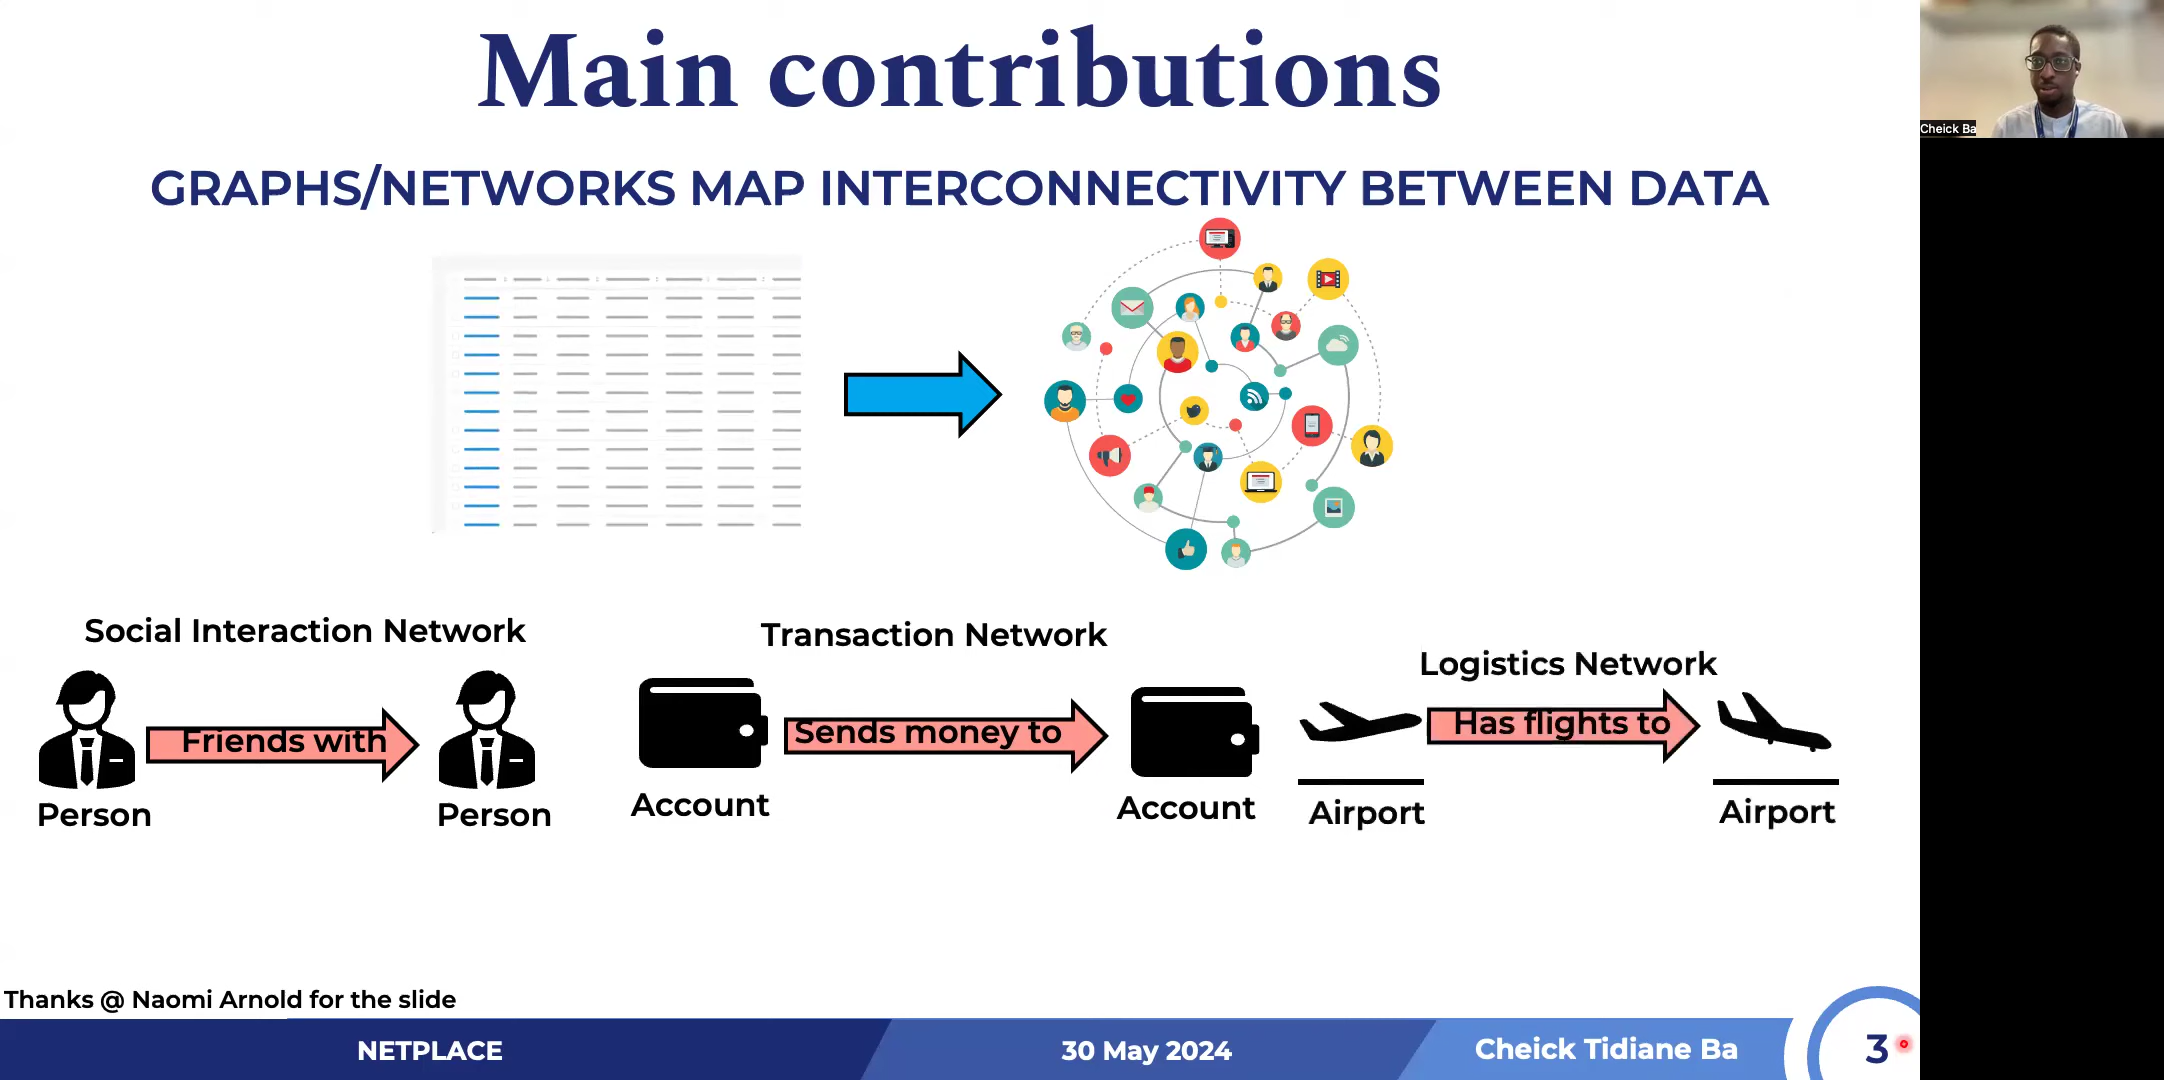 Main contributions
GRAPHS/NETWORKS MAP INTERCONNECTIVITY BETWEEN DATA
Social Interaction Network
Friends with
Person
Person
Transaction Network
Sends money to
Account
Account
Logistics Network
Has flights to
Airport
Airport
Thanks @ Naomi Arnold for the slide
NETPLACE
30 May 2024
Cheick Tidiane Ba
3
Cheick Ba